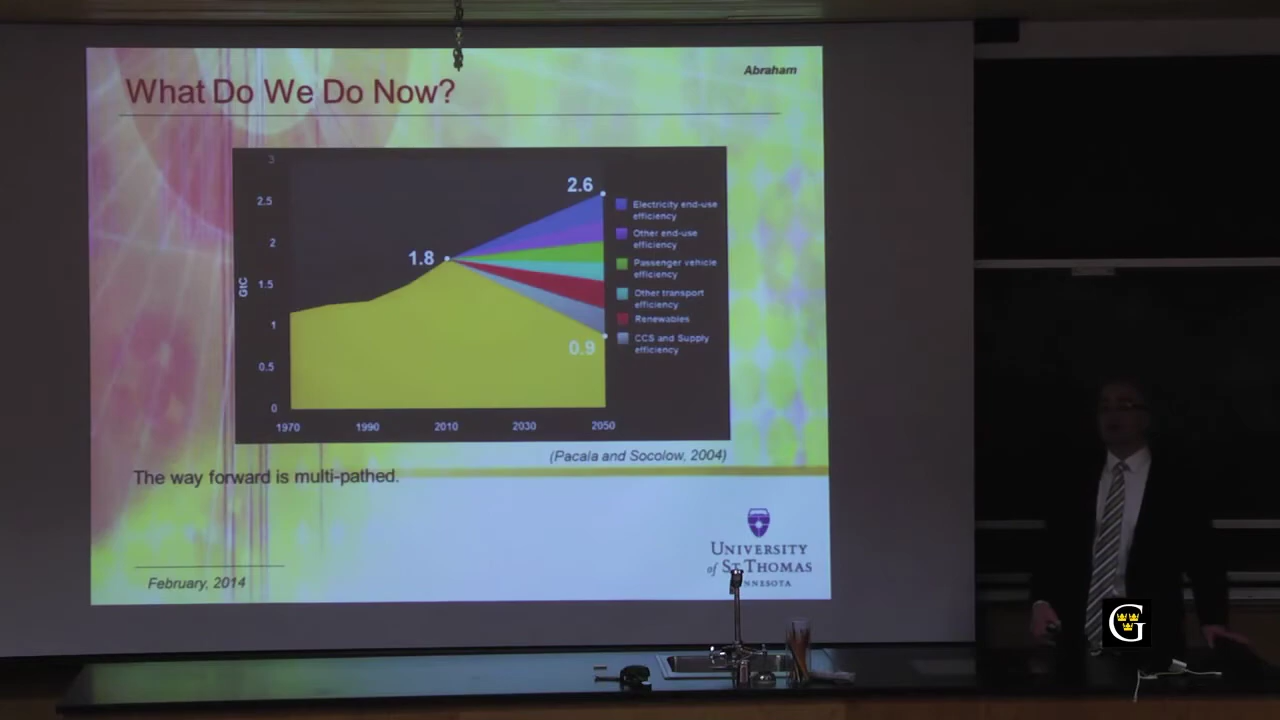 Abraham
What Do We Do Now?
3
2.5
2
1.5
1
0.5
0
GtC
1.8
2.6
0.9
1970
1990
2010
2030
2050
Electricity end-use
efficiency
Other end-use
efficiency
Passenger vehicle
efficiency
Other transport
efficiency
Renewables
CCS and Supply
efficiency
(Pacala and Socolow, 2004)
The way forward is multi-pathed.
February, 2014
UNIVERSITY
of ST. THOMAS
G